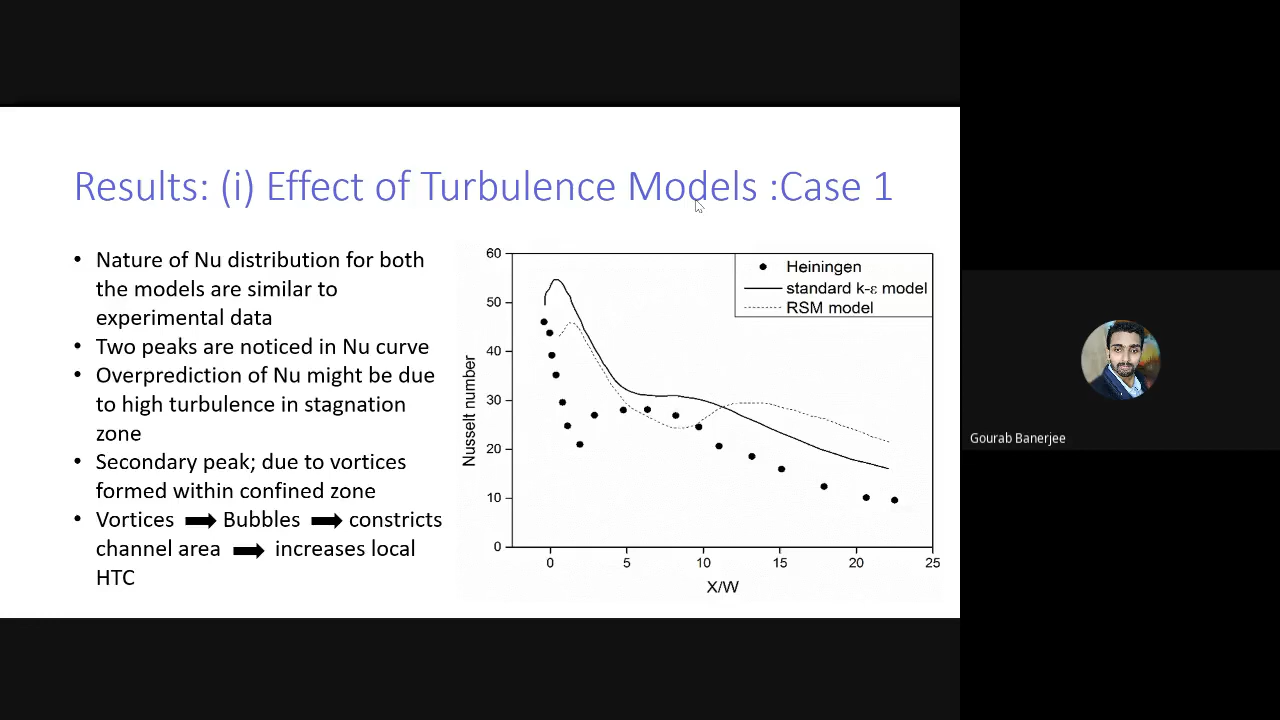 Results: (i) Effect of Turbulence Models :Case 1
• Nature of Nu distribution for both
the models are similar to
experimental data
• Two peaks are noticed in Nu curve
• Overprediction of Nu might be due
to high turbulence in stagnation
zone
• Secondary peak; due to vortices
formed within confined zone
• Vortices ➡ Bubbles ➡ constricts
channel area ➡ increases local
HTC
Heiningen
standard k-ε model
RSM model
Nusselt number
60
50
40
30
20
10
0
0 5 10 15 20 25
X/W
Gourab Banerjee